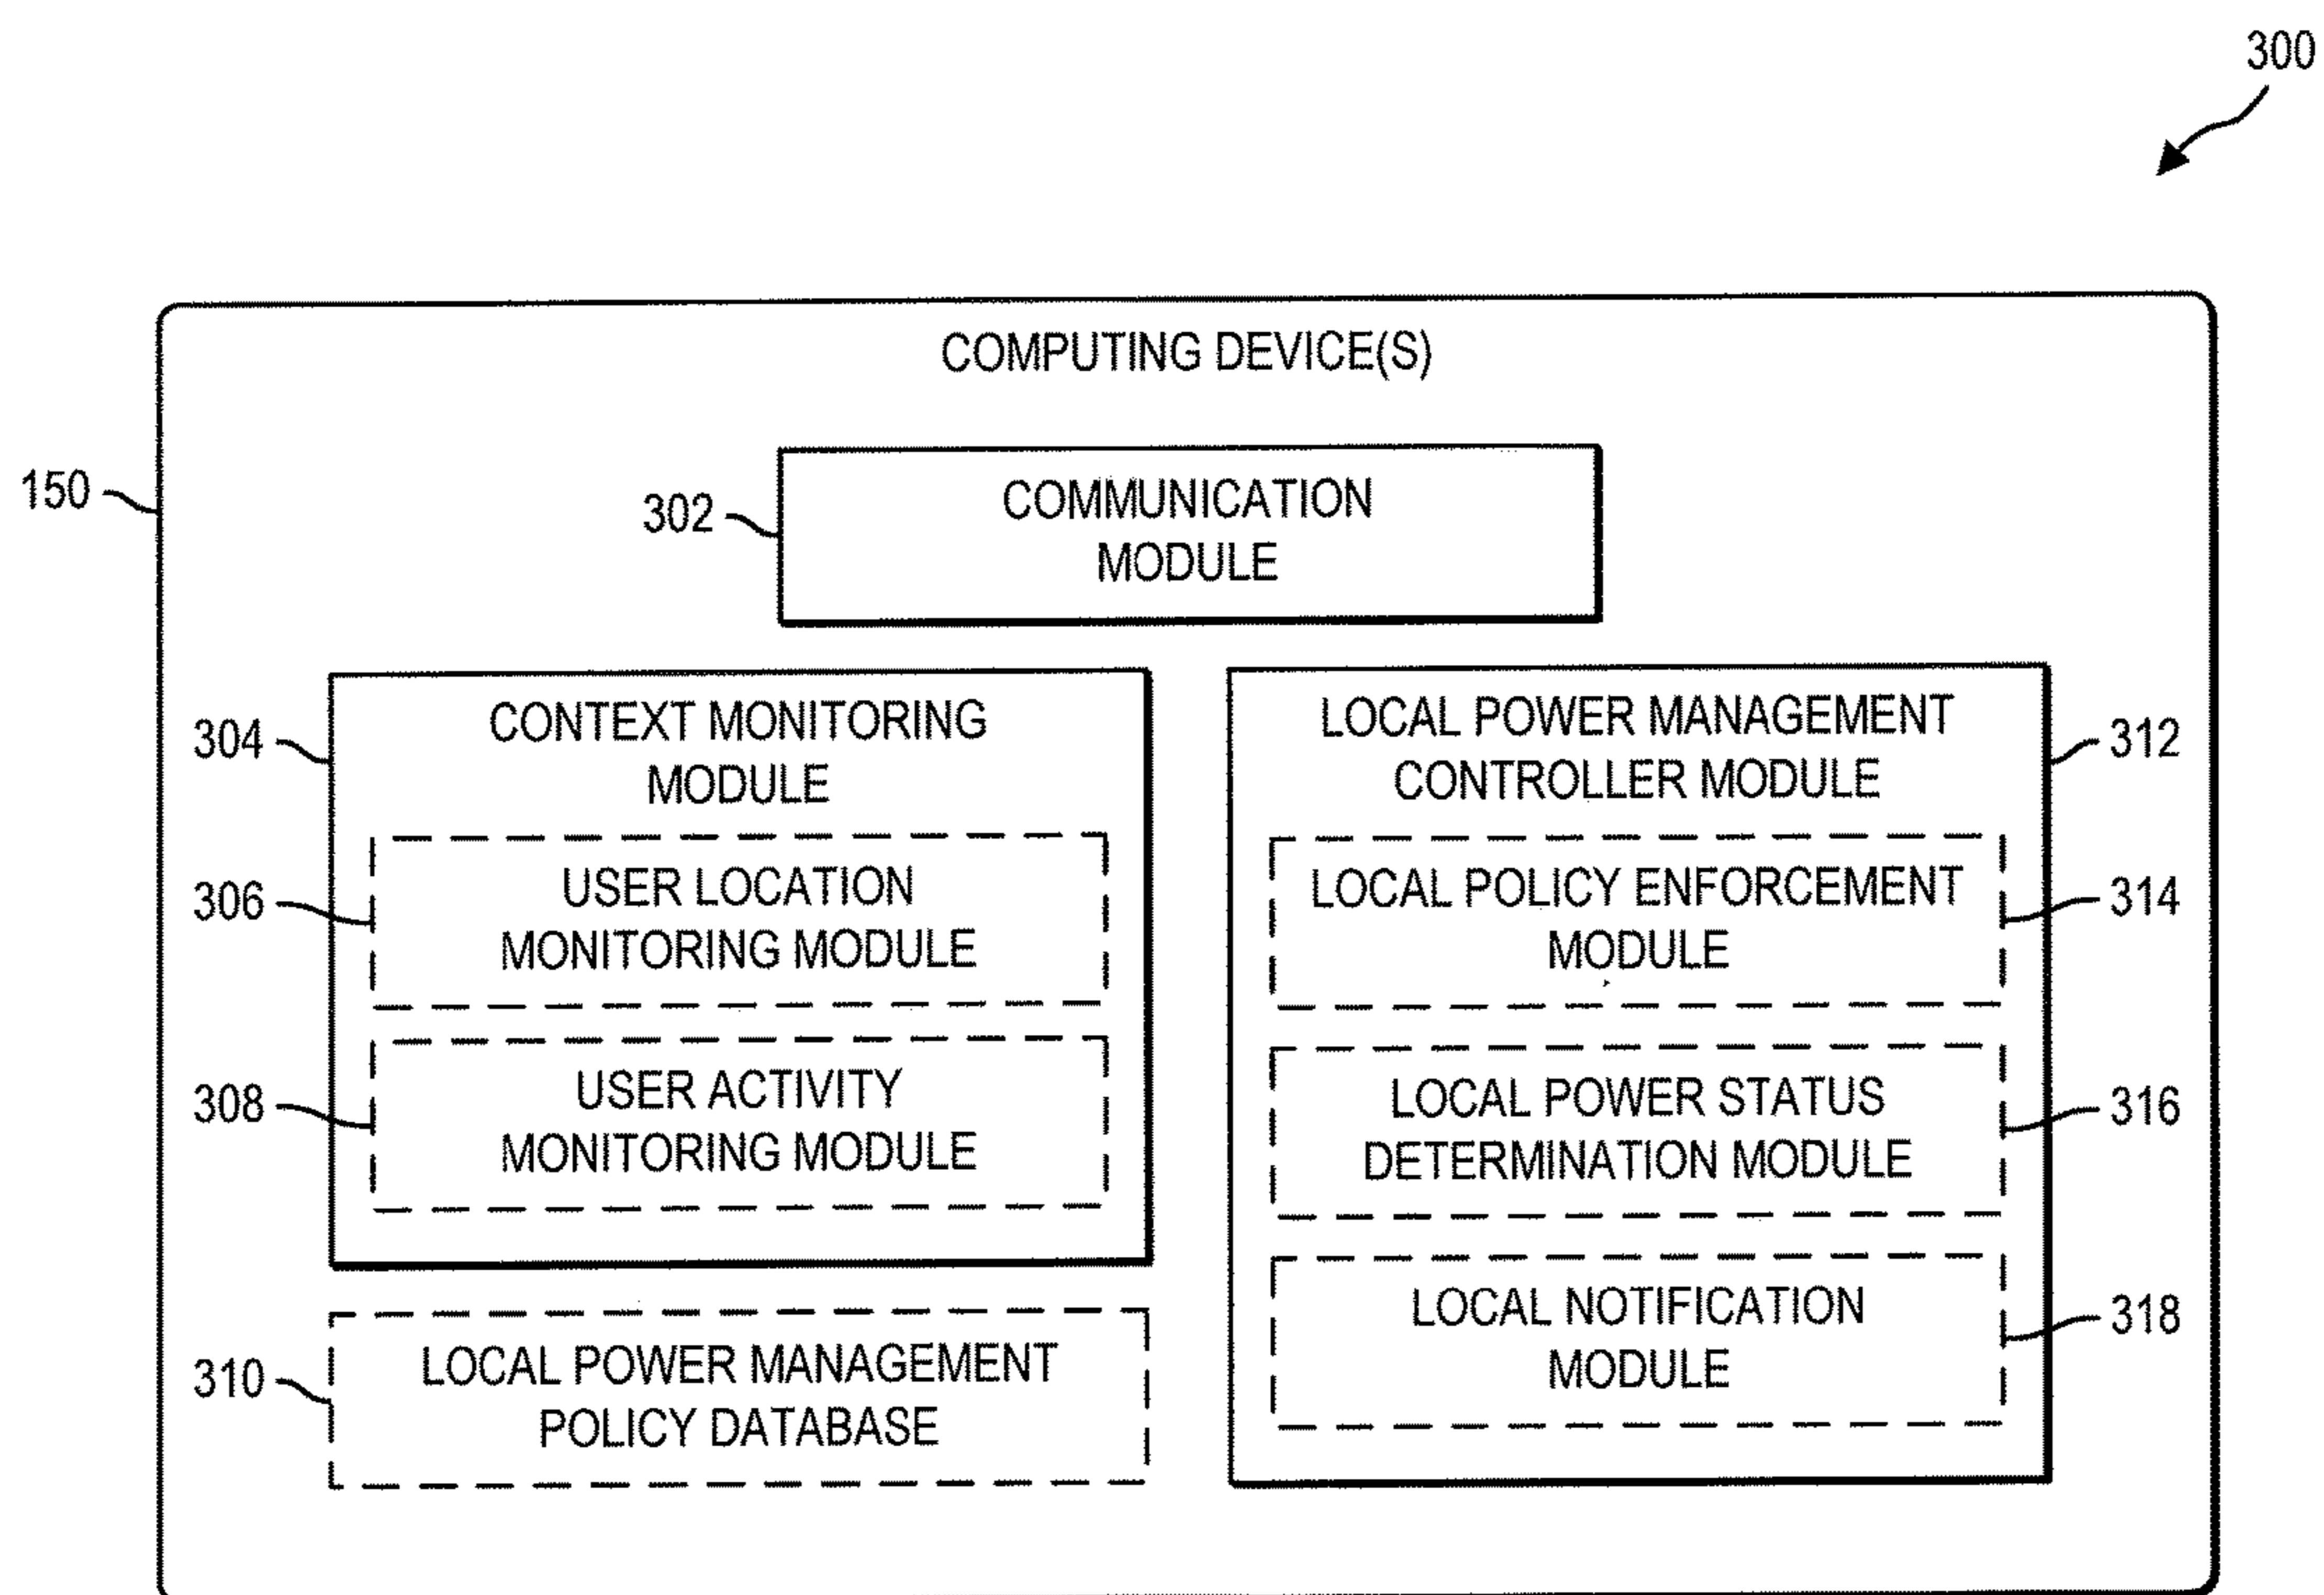 300
COMPUTING DEVICE(S)
150
302
COMMUNICATION
MODULE
304
CONTEXT MONITORING
MODULE
306
USER LOCATION
MONITORING MODULE
308
USER ACTIVITY
MONITORING MODULE
310
LOCAL POWER MANAGEMENT
POLICY DATABASE
LOCAL POWER MANAGEMENT
CONTROLLER MODULE
312
LOCAL POLICY ENFORCEMENT
MODULE
314
LOCAL POWER STATUS
DETERMINATION MODULE
316
LOCAL NOTIFICATION
MODULE
318